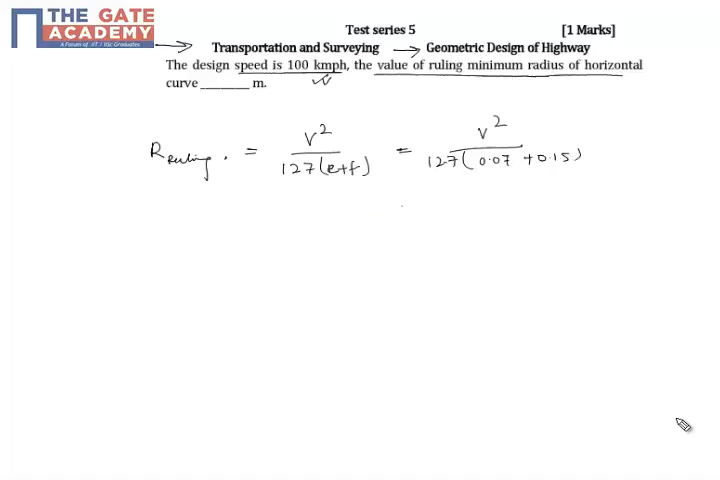 THE GATE
ACADEMY
A Forum of IIT / IISc Graduates
Test series 5 [1 Marks]
Transportation and Surveying → Geometric Design of Highway
The design speed is 100 kmph, the value of ruling minimum radius of horizontal
curve ________ m.
R ruling. = V² / 127(e+f) = V² / 127(0.07 + 0.15)